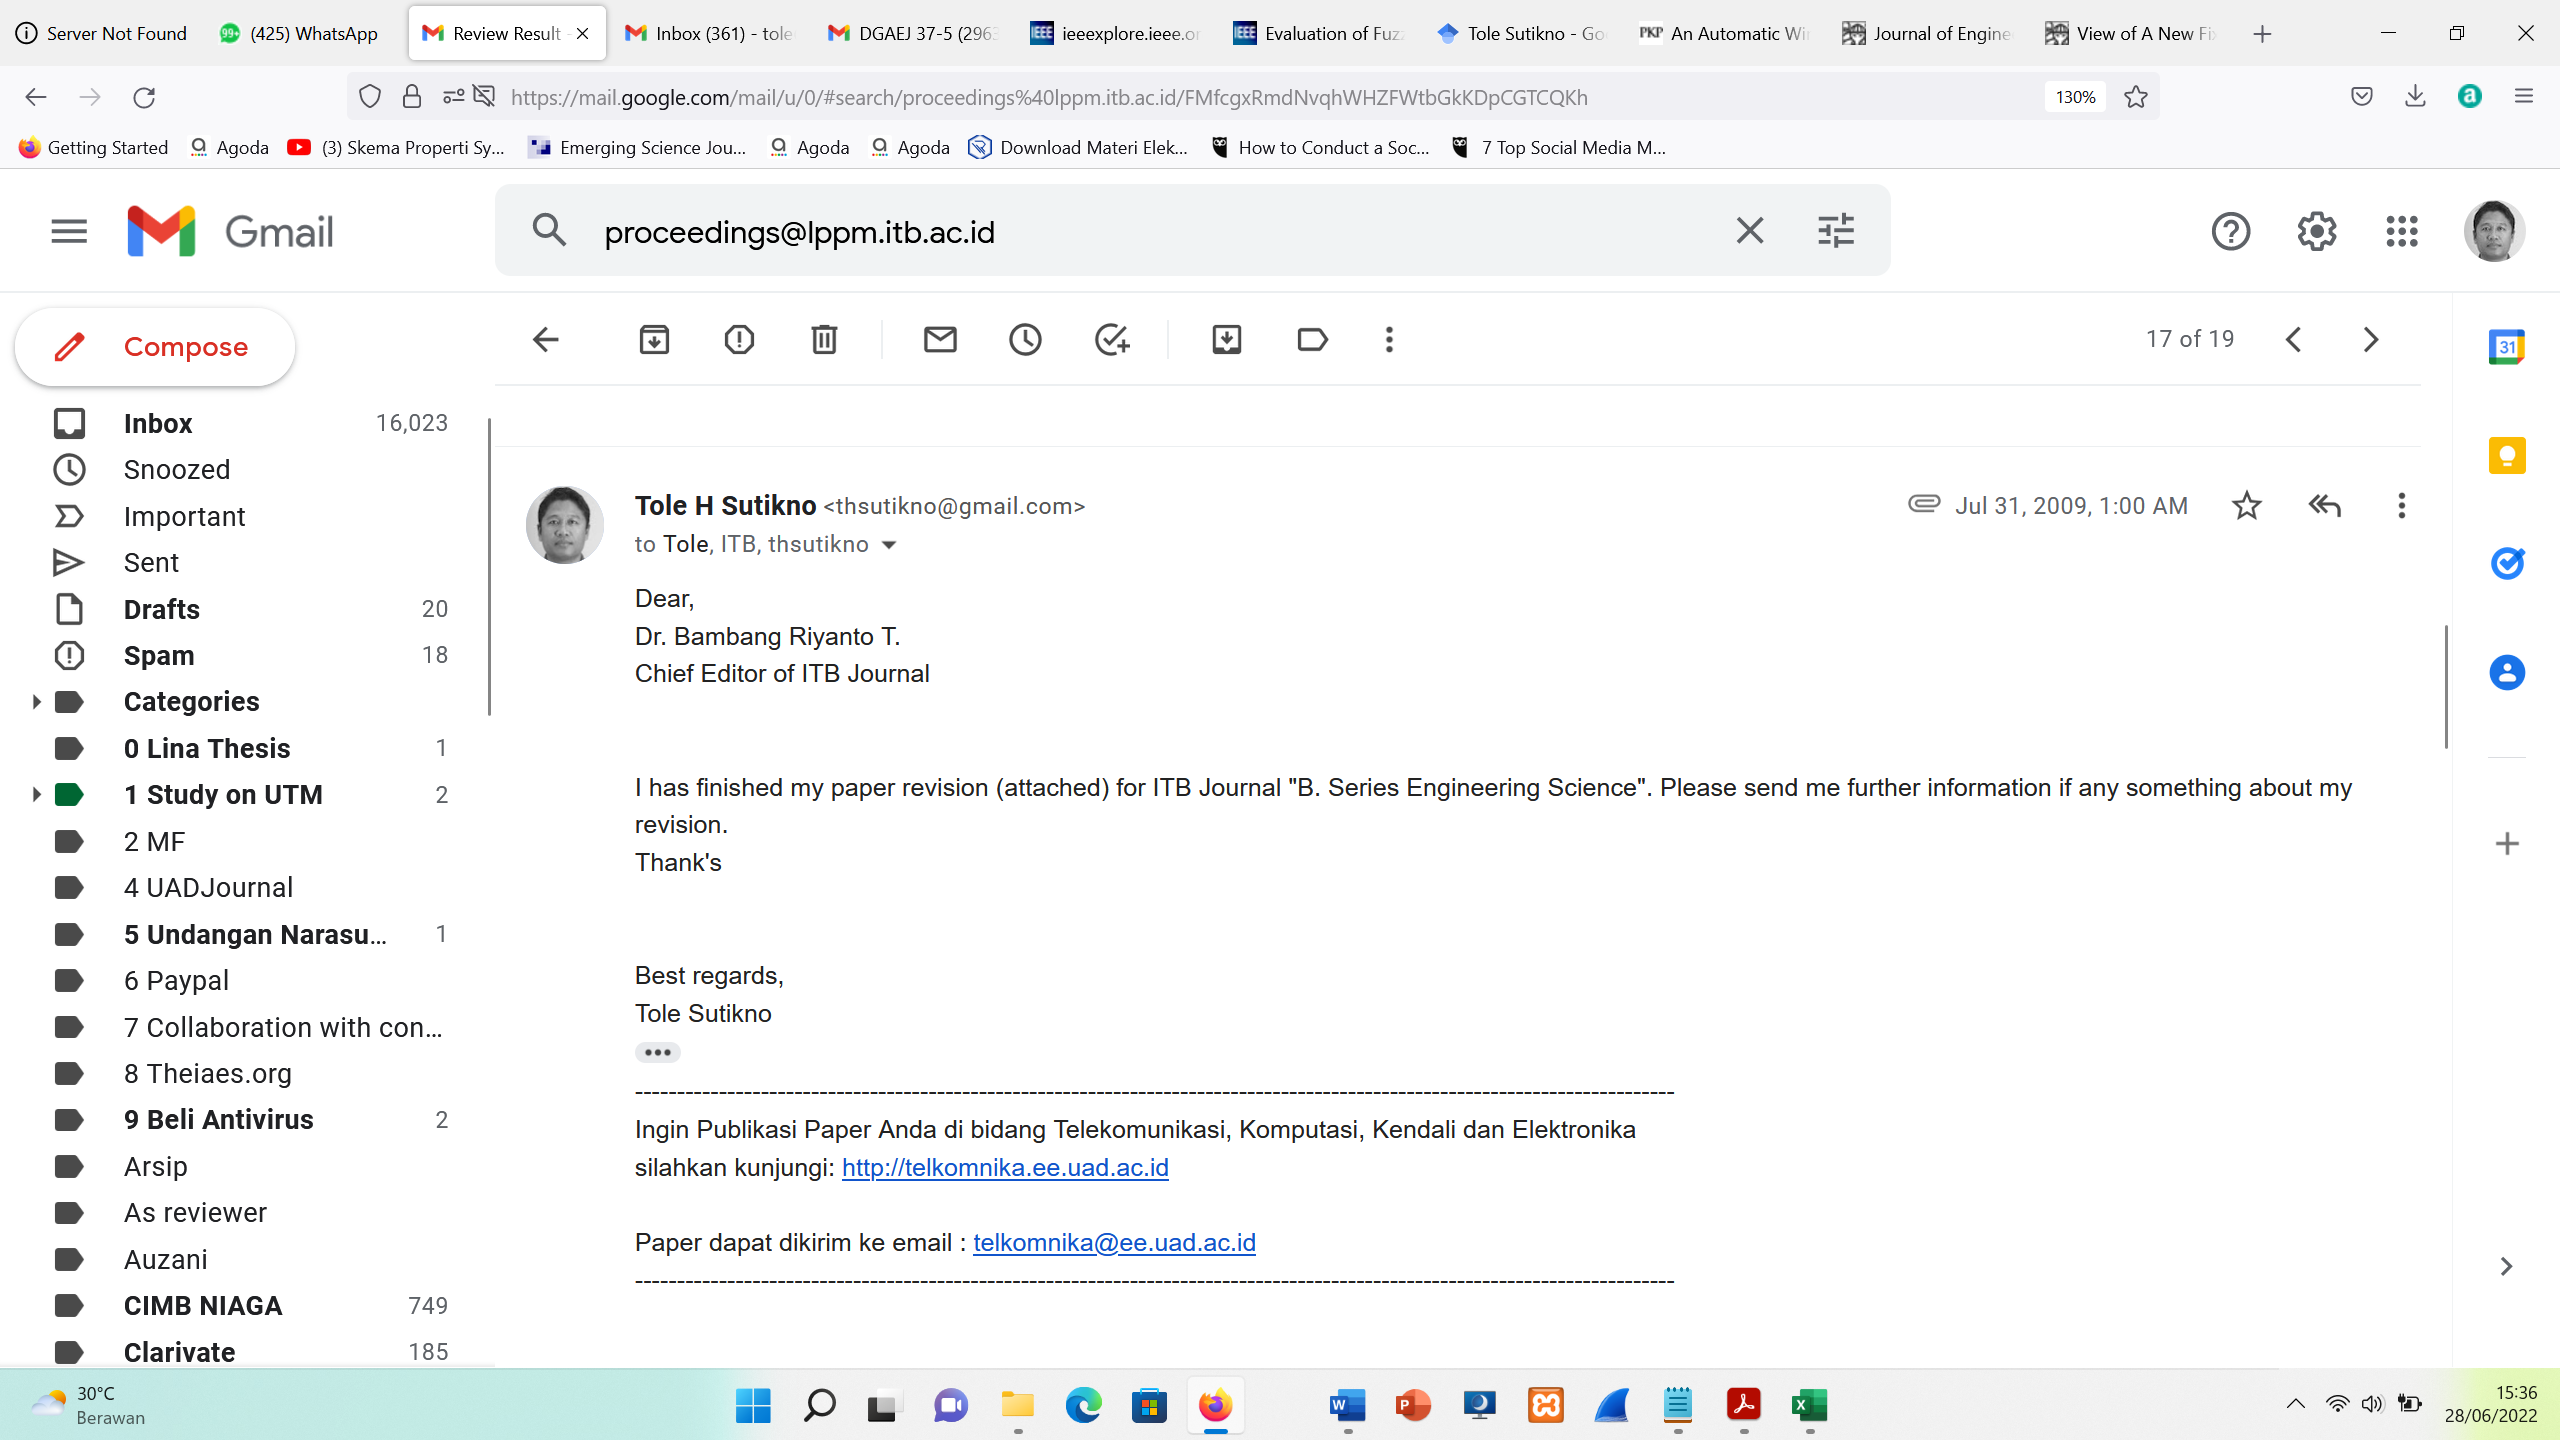 Server Not Found
(425) WhatsApp
Review Result -
Inbox (361) - tole
DGAEJ 37-5 (2963
ieeexplore.ieee.or
Evaluation of Fuz
Tole Sutikno - Go
An Automatic Wi
Journal of Engine
View of A New Fi
https://mail.google.com/mail/u/0/#search/proceedings%40lppm.itb.ac.id/FMfcgxRmdNvqhWHZFWtbGkKDpCGTCQKh
130%
Getting Started
Agoda
(3) Skema Properti Sy...
Emerging Science Jou...
Agoda
Agoda
Download Materi Elek...
How to Conduct a Soc...
7 Top Social Media M...
Gmail
proceedings@lppm.itb.ac.id
Compose
17 of 19
Inbox 16,023
Snoozed
Important
Sent
Drafts 20
Spam 18
Categories
0 Lina Thesis 1
1 Study on UTM 2
2 MF
4 UADJournal
5 Undangan Narasu... 1
6 Paypal
7 Collaboration with con...
8 Theiaes.org
9 Beli Antivirus 2
Arsip
As reviewer
Auzani
CIMB NIAGA 749
Clarivate 185
Tole H Sutikno <thsutikno@gmail.com>
Jul 31, 2009, 1:00 AM
to Tole, ITB, thsutikno
Dear,
Dr. Bambang Riyanto T.
Chief Editor of ITB Journal
I has finished my paper revision (attached) for ITB Journal "B. Series Engineering Science". Please send me further information if any something about my
revision.
Thank's
Best regards,
Tole Sutikno
Ingin Publikasi Paper Anda di bidang Telekomunikasi, Komputasi, Kendali dan Elektronika
silahkan kunjungi: http://telkomnika.ee.uad.ac.id
Paper dapat dikirim ke email : telkomnika@ee.uad.ac.id
30°C
Berawan
15:36
28/06/2022